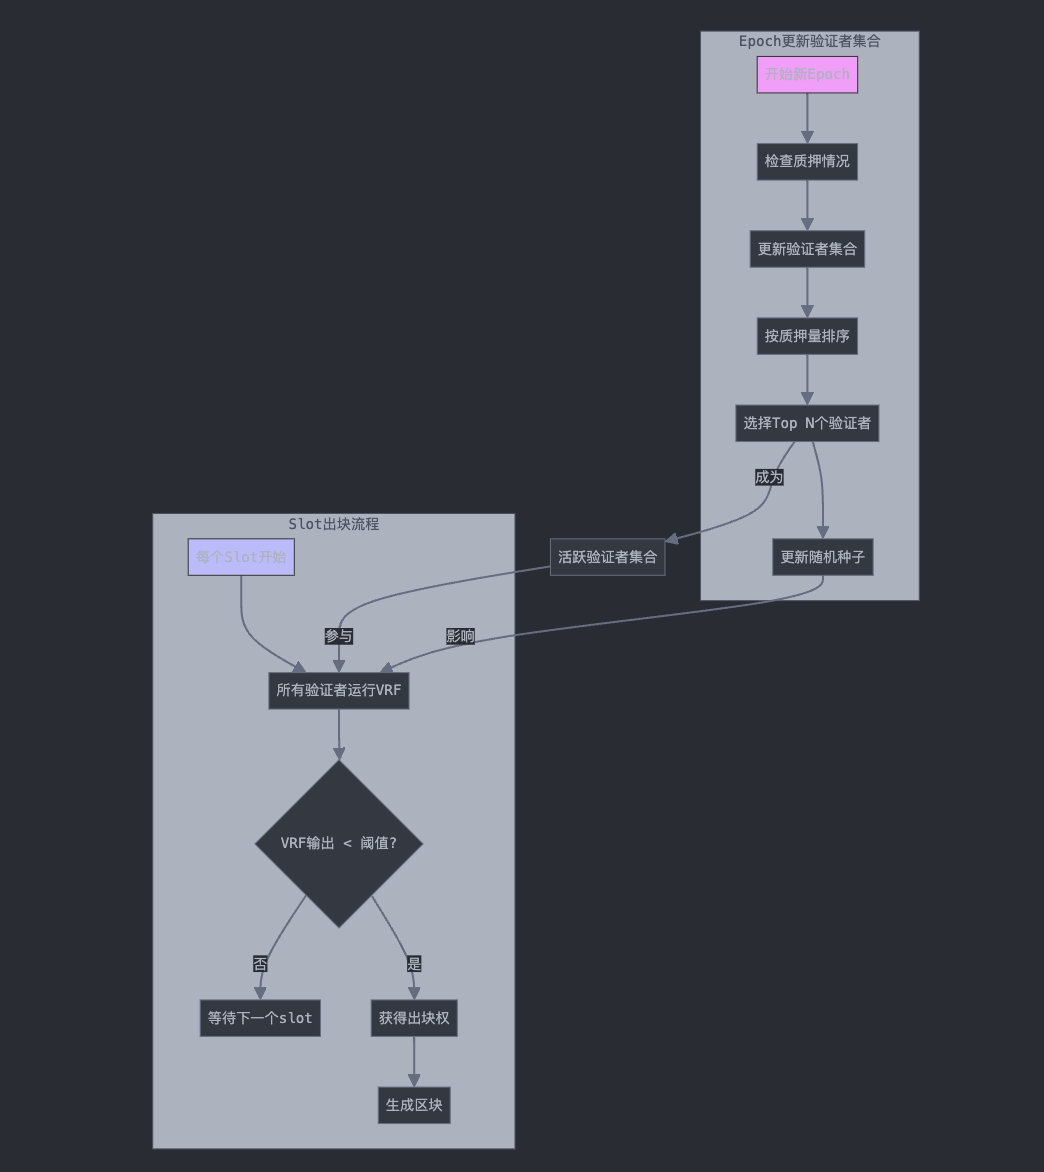 Epoch更新验证者集合
开始新Epoch
检查质押情况
更新验证者集合
按质押量排序
选择Top N个验证者
成为
活跃验证者集合
更新随机种子
Slot出块流程
每个Slot开始
参与
影响
所有验证者运行VRF
VRF输出 < 阈值?
否
是
等待下一个slot
获得出块权
生成区块